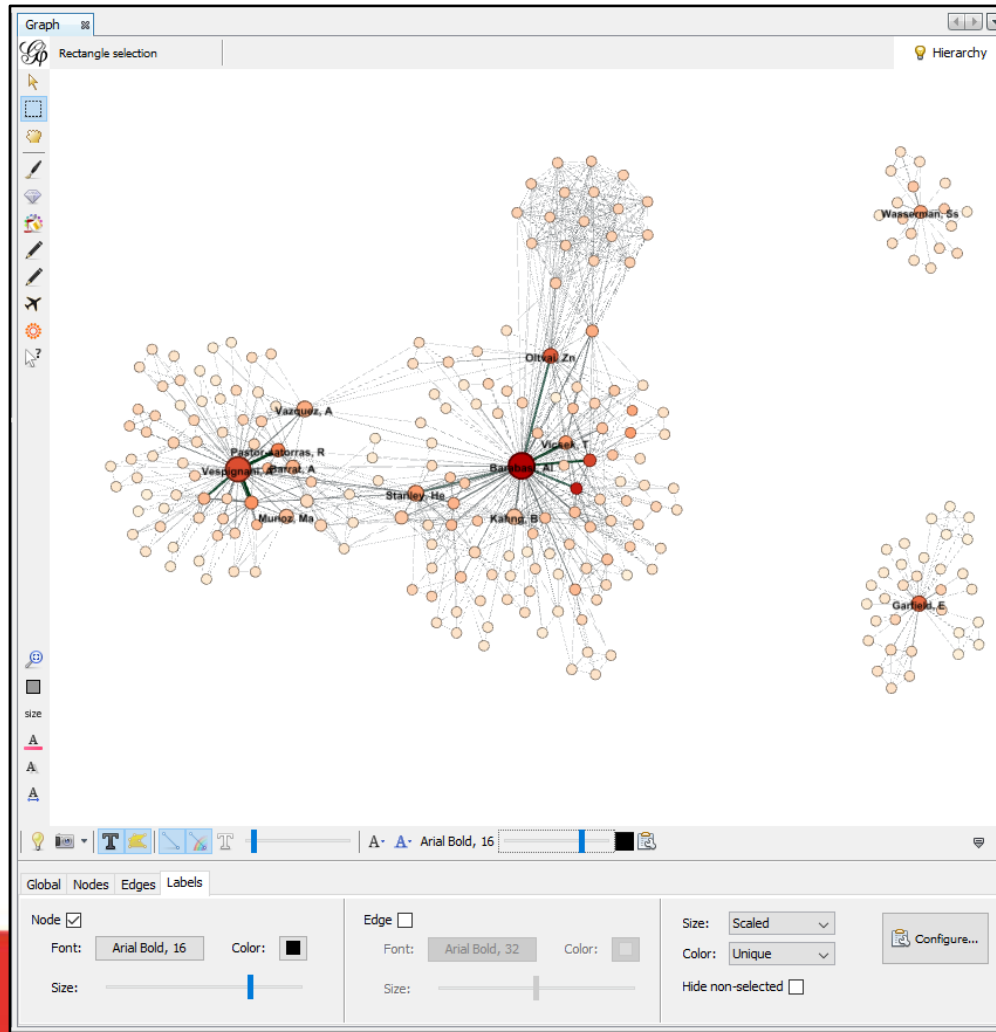 Graph
Rectangle selection
Hierarchy
Wasserman, Ss
Oltvai, Zn
Vazquez, A
Vicsek, T
Pastor-satorras, R
Vespignani, A
Barrat, A
Barabasi, Al
Stanley, He
Munoz, Ma
Kahng, B
Garfield, E
size
A
A
A
T
T
A-
A-
Arial Bold, 16
Global
Nodes
Edges
Labels
Node
Edge
Size:
Scaled
Font:
Arial Bold, 16
Color:
Font:
Arial Bold, 32
Color:
Color:
Unique
Configure...
Size:
Size:
Hide non-selected